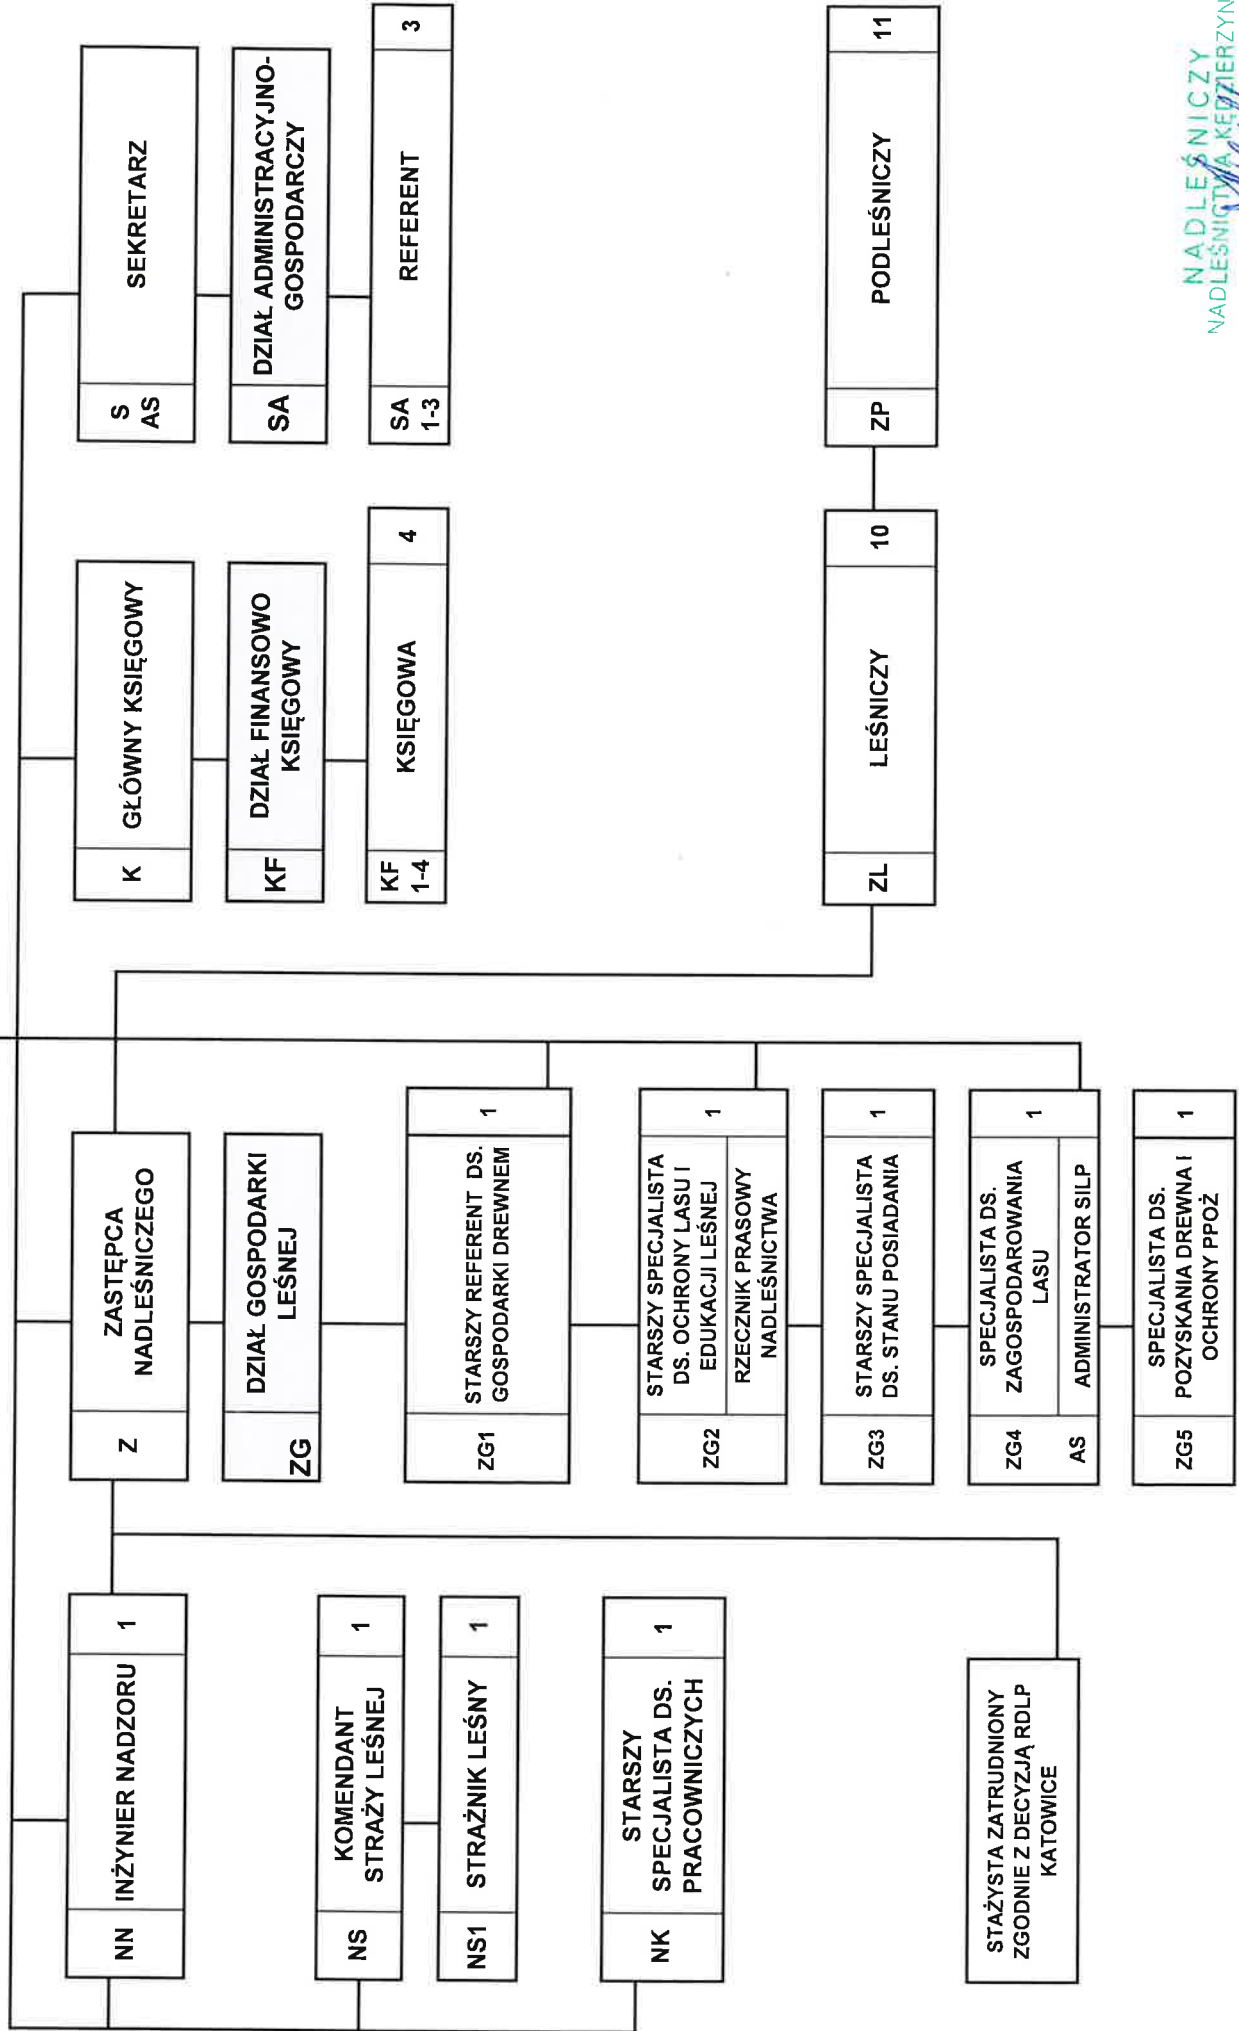 NN
INŻYNIER NADZORU
1
NS
KOMENDANT
STRAŻY LEŚNEJ
1
NS1
STRAŻNIK LEŚNY
1
NK
STARSZY
SPECJALISTA DS.
PRACOWNICZYCH
1
STAŻYSTA ZATRUDNIONY
ZGODNIE Z DECYZJĄ RDLP
KATOWICE
Z
ZASTĘPCA
NADLEŚNICZEGO
ZG
DZIAŁ GOSPODARKI
LEŚNEJ
ZG1
STARSZY REFERENT DS.
GOSPODARKI DREWNEM
1
ZG2
STARSZY SPECJALISTA
DS. OCHRONY LASU I
EDUKACJI LEŚNEJ
RZECZNIK PRASOWY
NADLEŚNICTWA
1
ZG3
STARSZY SPECJALISTA
DS. STANU POSIADANIA
1
ZG4
AS
SPECJALISTA DS.
ZAGOSPODAROWANIA
LASU
ADMINISTRATOR SILP
1
ZG5
SPECJALISTA DS.
POZYSKANIA DREWNA I
OCHRONY PPOŻ
1
K
GŁÓWNY KSIĘGOWY
KF
DZIAŁ FINANSOWO
KSIĘGOWY
KF
1-4
KSIĘGOWA
4
ZL
LEŚNICZY
10
S
AS
SEKRETARZ
SA
DZIAŁ ADMINISTRACYJNO-
GOSPODARCZY
SA
1-3
REFERENT
3
ZP
PODLEŚNICZY
11
NADLEŚNICZY
NADLEŚNICTWA